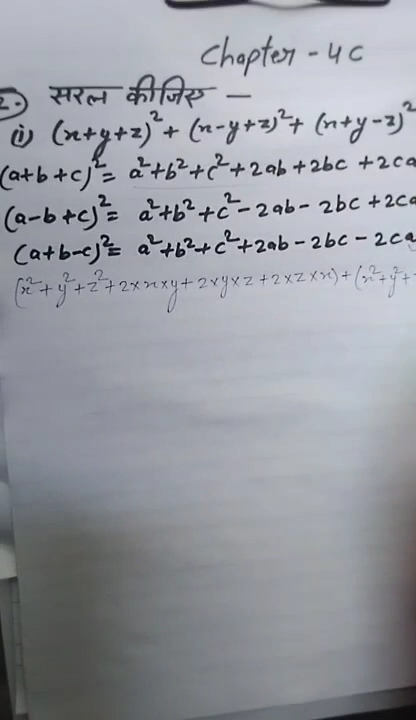 Chapter - 4C
2. सरल कीजिए -
(i) (x+y+z)² + (x-y+z)² + (x+y-z)²
(a+b+c)² = a²+b²+c²+2ab+2bc+2ca
(a-b+c)² = a²+b²+c²-2ab-2bc+2ca
(a+b-c)² = a²+b²+c²+2ab-2bc-2ca
(x²+y²+z²+2×x×y+2×y×z+2×z×x)+(x²+y²+